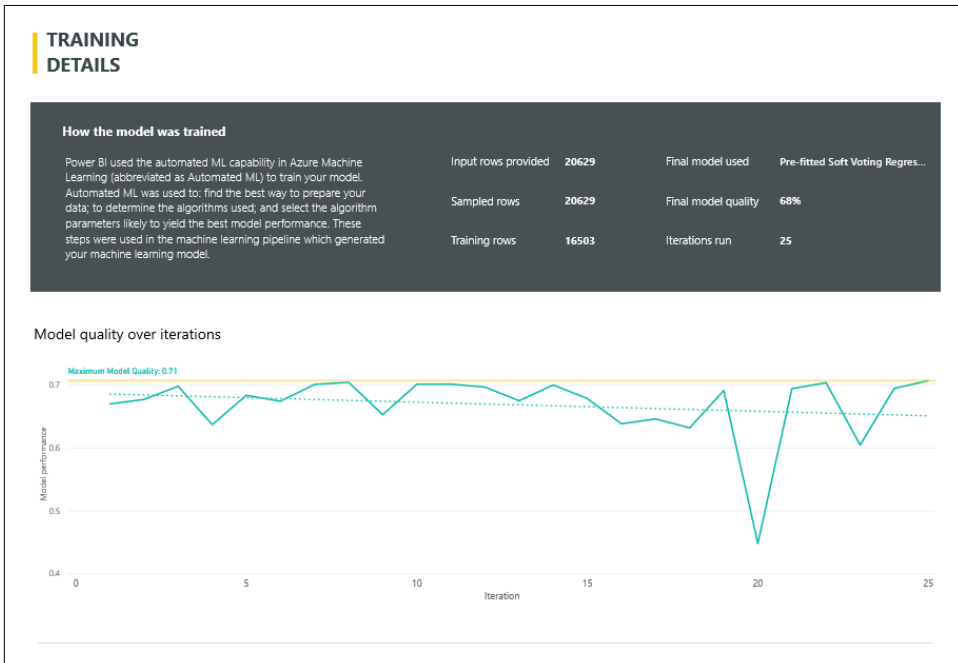 TRAINING
DETAILS
How the model was trained
Power BI used the automated ML capability in Azure Machine
Learning (abbreviated as Automated ML) to train your model.
Automated ML was used to: find the best way to prepare your
data; to determine the algorithms used; and select the algorithm
parameters likely to yield the best model performance. These
steps were used in the machine learning pipeline which generated
your machine learning model.
Input rows provided 20629
Sampled rows 20629
Training rows 16503
Final model used Pre-fitted Soft Voting Regres...
Final model quality 68%
Iterations run 25
Model quality over iterations
Maximum Model Quality: 0.71
Model performance
0.7
0.6
0.5
0.4
0 5 10 15 20 25
Iteration